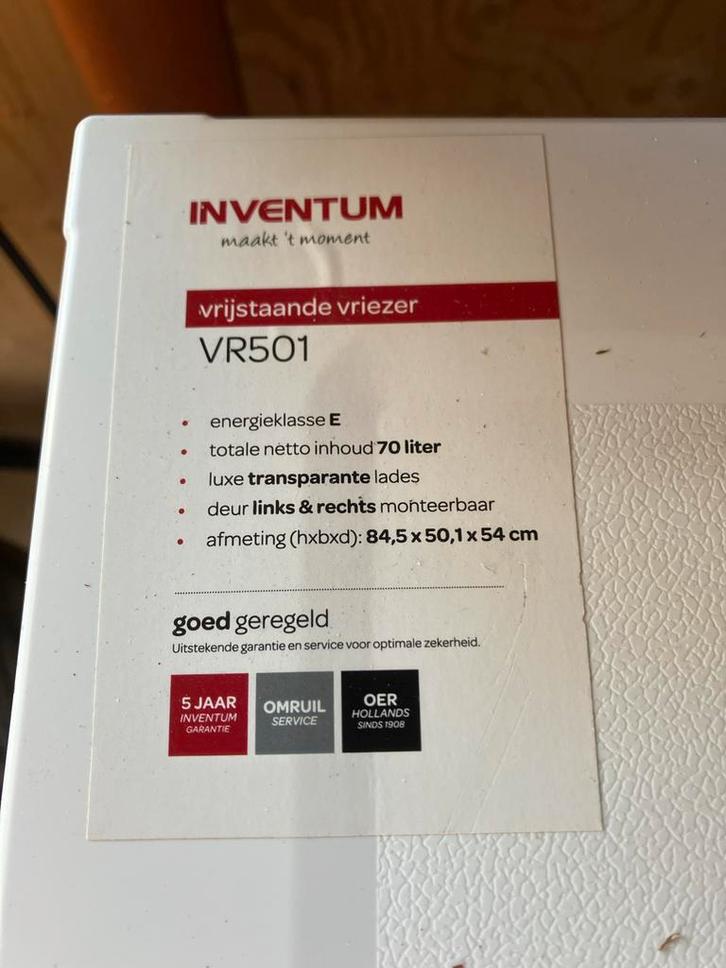 INVENTUM
maakt 't moment
vrijstaande vriezer
VR501
• energieklasse E
• totale netto inhoud 70 liter
• luxe transparante lades
• deur links & rechts monteerbaar
• afmeting (hxbxd): 84,5 x 50,1 x 54 cm
goed geregeld
Uitstekende garantie en service voor optimale zekerheid.
5 JAAR
INVENTUM
GARANTIE
OMRUIL
SERVICE
OER
HOLLANDS
SINDS 1908